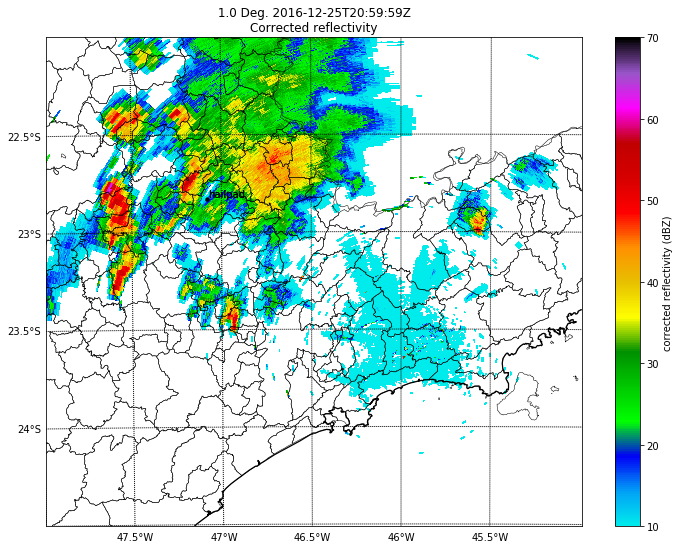 1.0 Deg. 2016-12-25T20:59:59Z
Corrected reflectivity
22.5°S
23°S
23.5°S
24°S
47.5°W
47°W
46.5°W
46°W
45.5°W
70
60
50
40
30
20
10
corrected reflectivity (dBZ)